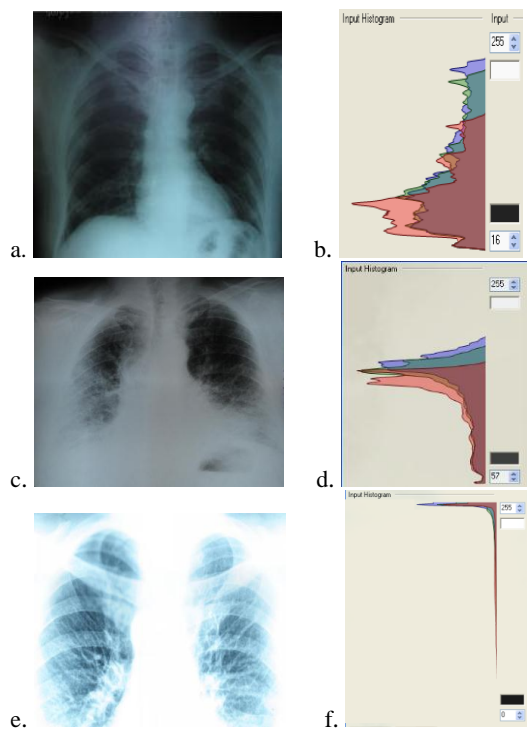 Input Histogram Input
255
16
a. b.
Input Histogram
255
57
c. d.
Input Histogram
255
0
e. f.